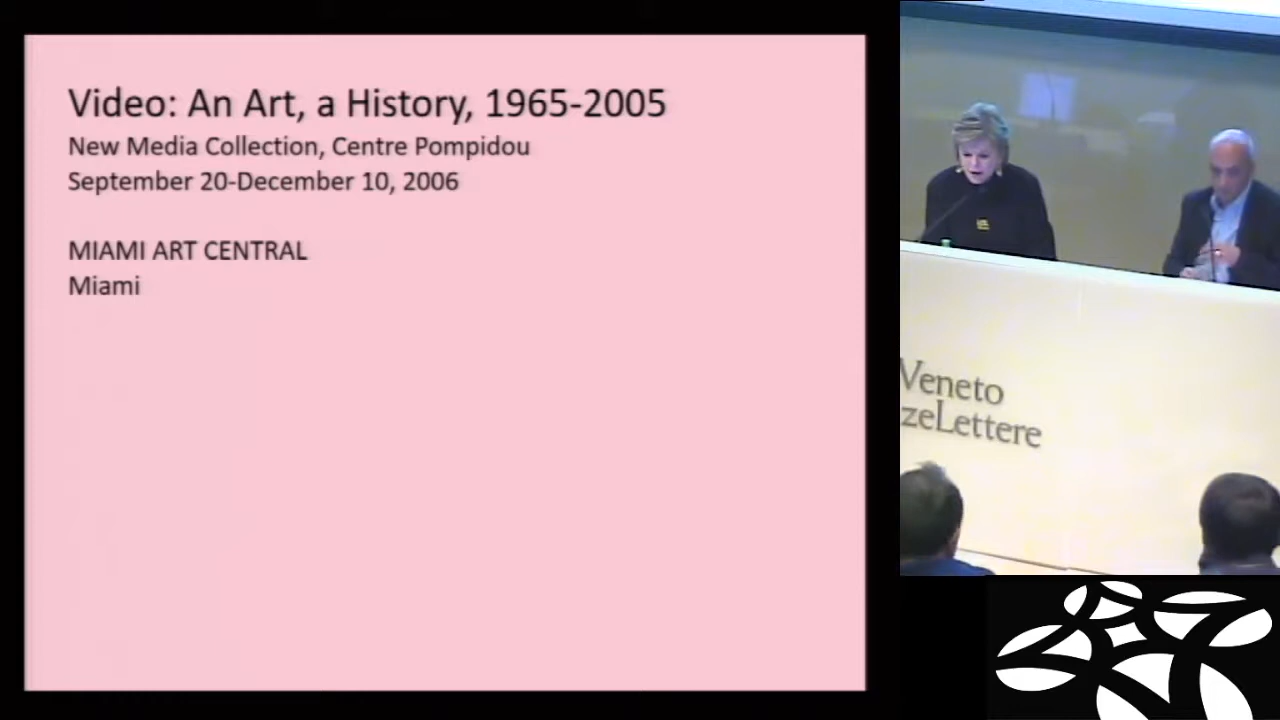 Video: An Art, a History, 1965-2005
New Media Collection, Centre Pompidou
September 20-December 10, 2006
MIAMI ART CENTRAL
Miami
Veneto
zeLettere